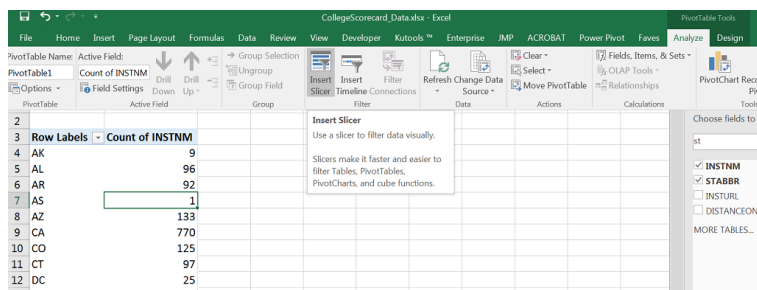 CollegeScorecard_Data.xlsx - Excel PivotTable Tools
File Home Insert Page Layout Formulas Data Review View Developer Kutools ™ Enterprise JMP ACROBAT Power Pivot Faves Analyze Design
PivotTable Name: Active Field:
PivotTable1 Count of INSTNM
Options Field Settings
Drill Down Drill Up
PivotTable Active Field
Group Selection
Ungroup
Group Field
Group
Insert Slicer Insert Timeline Filter Connections
Filter
Refresh Change Data Source
Data
Clear
Select
Move PivotTable
Actions
Fields, Items, & Sets
OLAP Tools
Relationships
Calculations
PivotChart Reco
Pi
Tools
Insert Slicer
Use a slicer to filter data visually.
Slicers make it faster and easier to
filter Tables, PivotTables,
PivotCharts, and cube functions.
2
3 Row Labels Count of INSTNM
4 AK 9
5 AL 96
6 AR 92
7 AS 1
8 AZ 133
9 CA 770
10 CO 125
11 CT 97
12 DC 25
Choose fields to
st
INSTNM
STABBR
INSTURL
DISTANCEON
MORE TABLES...